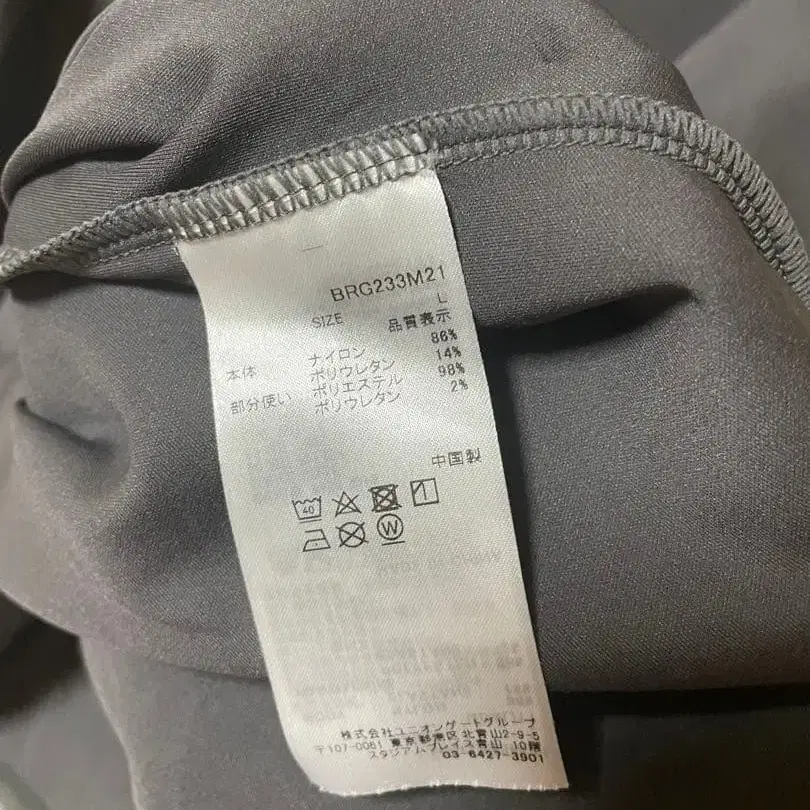 BRG233M21
SIZE L
品質表示
本体 ナイロン 86%
ポリウレタン 14%
部分使い ポリエステル 98%
ポリウレタン 2%
中国製
40
W
株式会社ユニオンゲートグループ
〒107-0061 東京都港区北青山2-9-5
スタジアムプレイス青山 10階
03-6427-3901